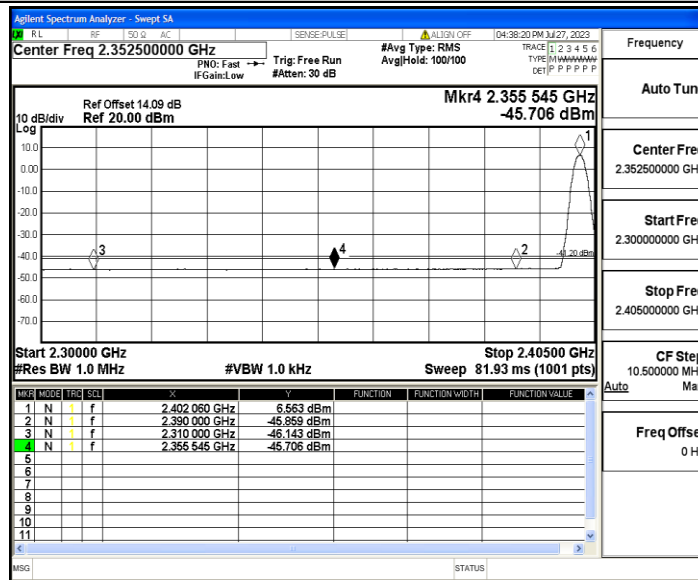 Agilent Spectrum Analyzer - Swept SA
RL RF 50 Ω AC SENSE:PULSE ALIGN OFF 04:38:20 PM Jul 27, 2023
Center Freq 2.352500000 GHz
PNO: Fast
IFGain:Low
Trig: Free Run
#Atten: 30 dB
#Avg Type: RMS
Avg|Hold: 100/100
TRACE 1 2 3 4 5 6
TYPE M
DET P P P P P P
Mkr4 2.355 545 GHz
-45.706 dBm
Ref Offset 14.09 dB
Ref 20.00 dBm
10 dB/div
Log
10.0
0.00
-10.0
-20.0
-30.0
-40.0
-50.0
-60.0
-70.0
1
2
3
4
-41.20 dBm
Start 2.30000 GHz Stop 2.40500 GHz
#Res BW 1.0 MHz #VBW 1.0 kHz Sweep 81.93 ms (1001 pts)
MKR MODE TRC SCL X Y FUNCTION FUNCTION WIDTH FUNCTION VALUE
1 N 1 f 2.402 060 GHz 6.563 dBm
2 N 1 f 2.390 000 GHz -45.859 dBm
3 N 1 f 2.310 000 GHz -46.143 dBm
4 N 1 f 2.355 545 GHz -45.706 dBm
5
6
7
8
9
10
11
MSG STATUS
Frequency
Auto Tun
Center Fre
2.352500000 GH
Start Fre
2.300000000 GH
Stop Fre
2.405000000 GH
CF Step
10.500000 MH
Auto Ma
Freq Offse
0 H